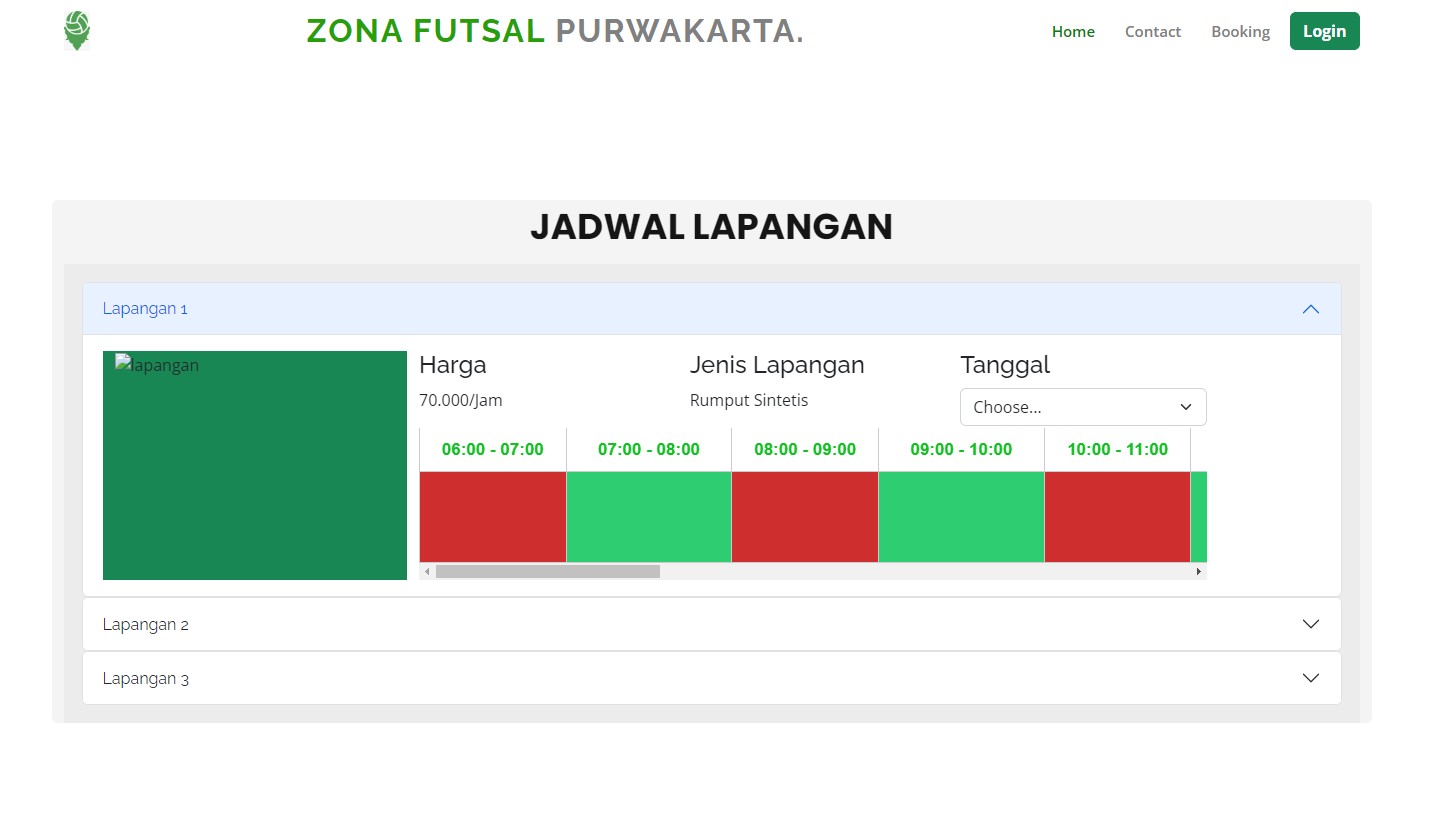 ZONA FUTSAL PURWAKARTA.
Home Contact Booking Login
JADWAL LAPANGAN
Lapangan 1
lapangan
Harga Jenis Lapangan Tanggal
70.000/Jam Rumput Sintetis Choose...
06:00 - 07:00 07:00 - 08:00 08:00 - 09:00 09:00 - 10:00 10:00 - 11:00
Lapangan 2
Lapangan 3